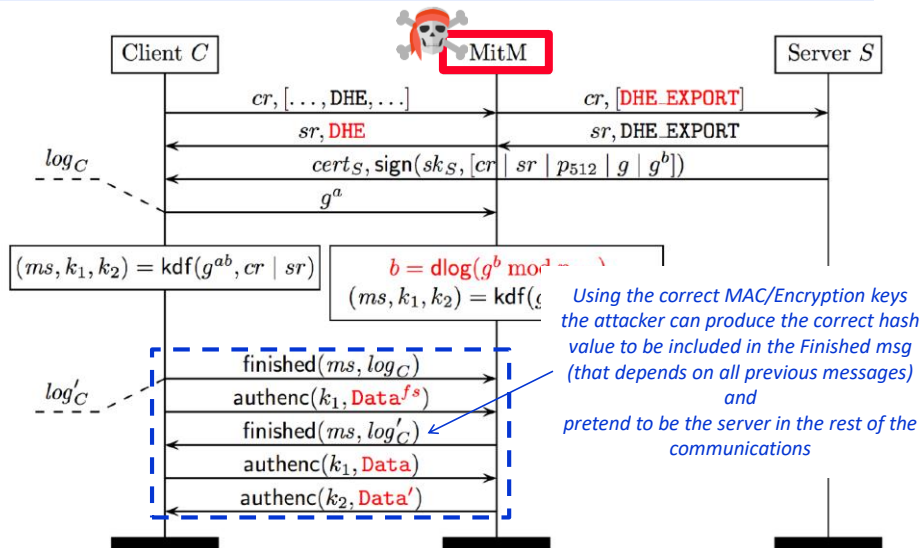 Client C MitM Server S
cr, [..., DHE, ...] cr, [DHE_EXPORT]
sr, DHE sr, DHE_EXPORT
log_C
cert_S, sign(sk_S, [cr | sr | p_512 | g | g^b])
g^a
(ms, k_1, k_2) = kdf(g^ab, cr | sr) b = dlog(g^b mod
(ms, k_1, k_2) = kdf(
Using the correct MAC/Encryption keys
the attacker can produce the correct hash
value to be included in the Finished msg
(that depends on all previous messages)
and
pretend to be the server in the rest of the
communications
finished(ms, log_C)
log'_C
authenc(k_1, Data^fs)
finished(ms, log'_C)
authenc(k_1, Data)
authenc(k_2, Data')